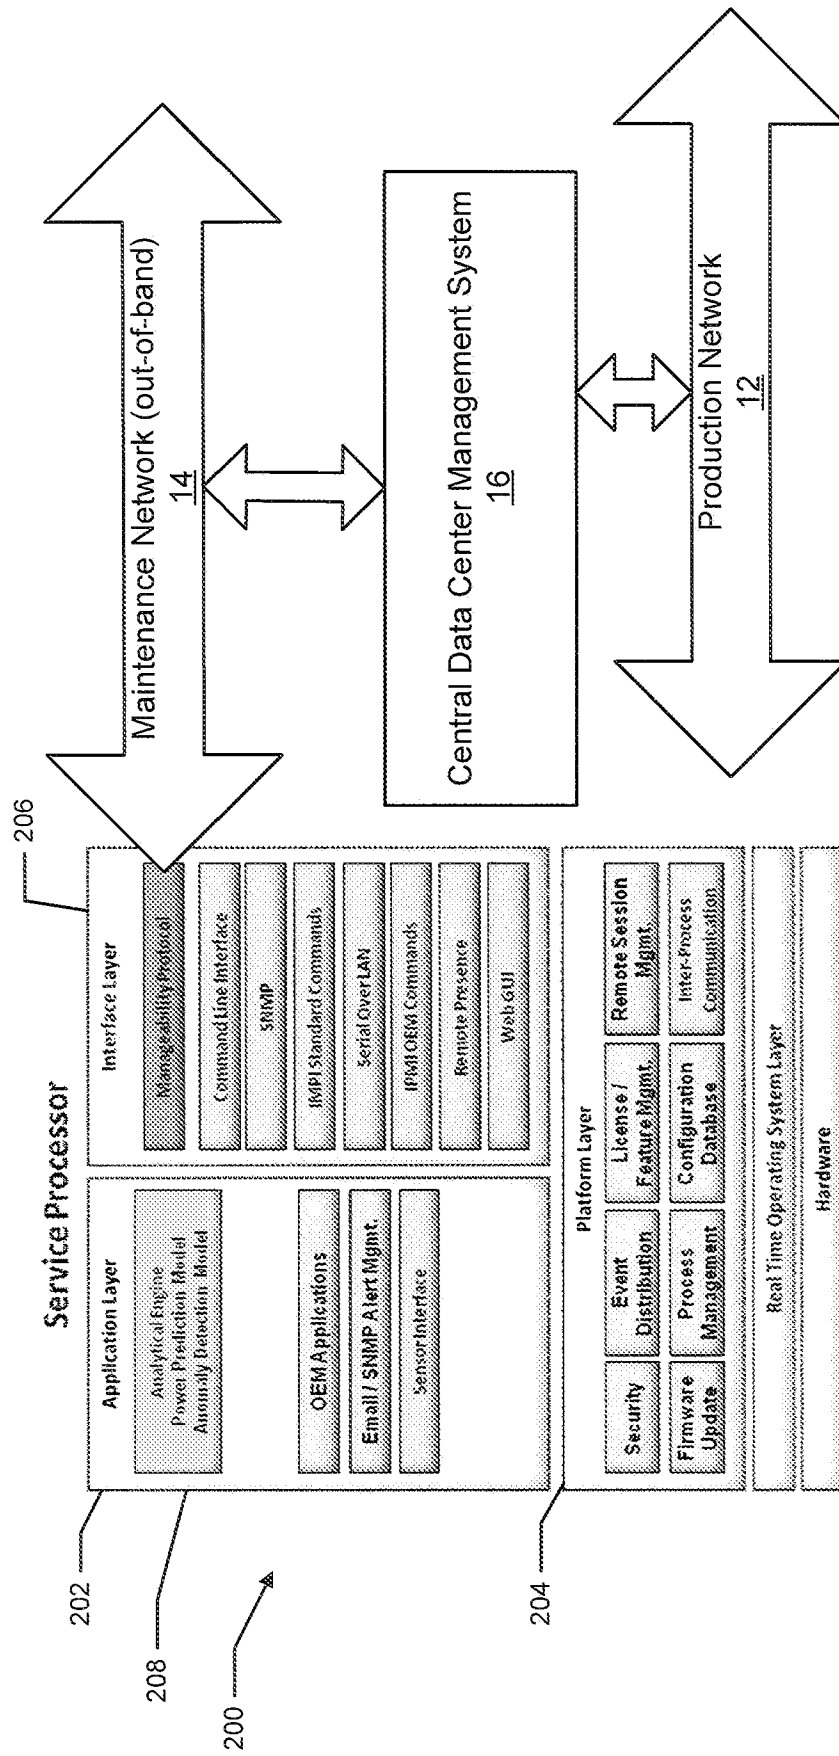 Service Processor
202
208
200
204
206
Application Layer
Analytical Engine
Power Prediction Modal
Anomaly Detection Model
OEM Applications
Email / SNMP Alert Mgmt.
Sensor Interface
Interface Layer
Manageability Protocol
Command Line Interface
SNMP
IMPI Standard Commands
Serial Over LAN
IPMI OEM Commands
Remote Presence
Web GUI
Platform Layer
Security
Event
Distribution
License /
Feature Mgmt.
Remote Session
Mgmt.
Firmware
Update
Process
Management
Configuration
Database
Inter-Process
Communication
Real Time Operating System Layer
Hardware
Maintenance Network (out-of-band)
14
Central Data Center Management System
16
Production Network
12